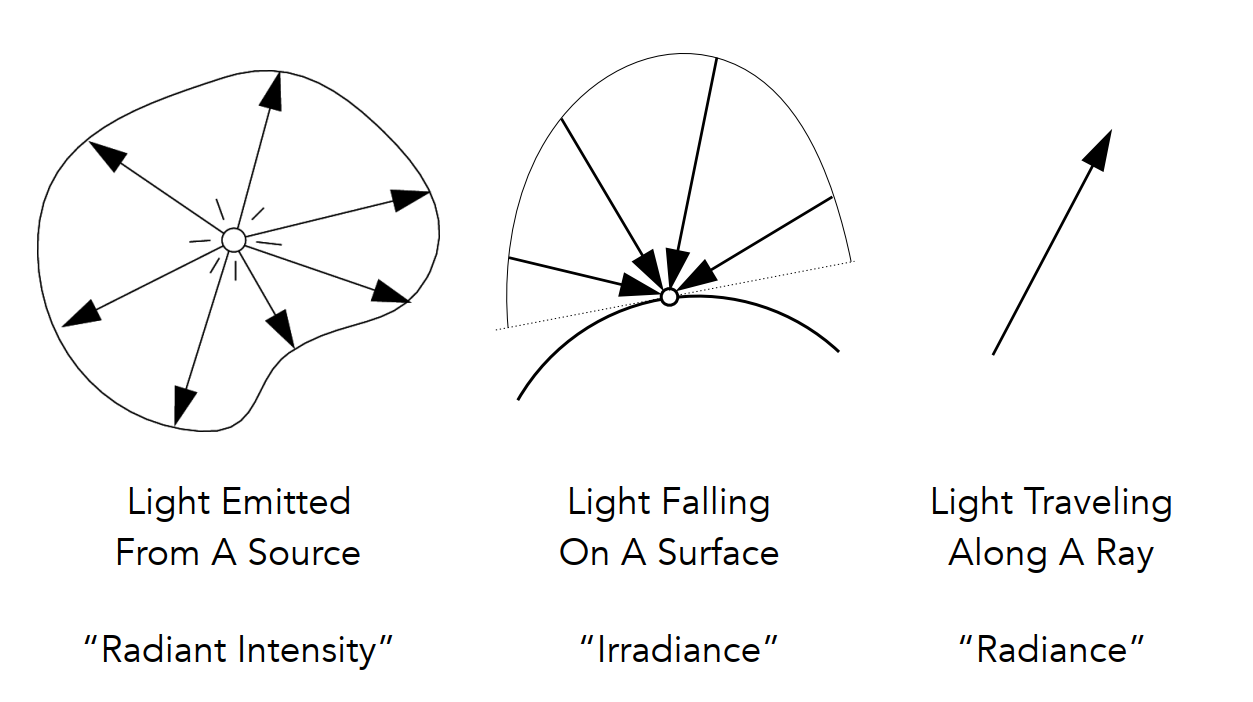 Light Emitted
From A Source
“Radiant Intensity”
Light Falling
On A Surface
“Irradiance”
Light Traveling
Along A Ray
“Radiance”